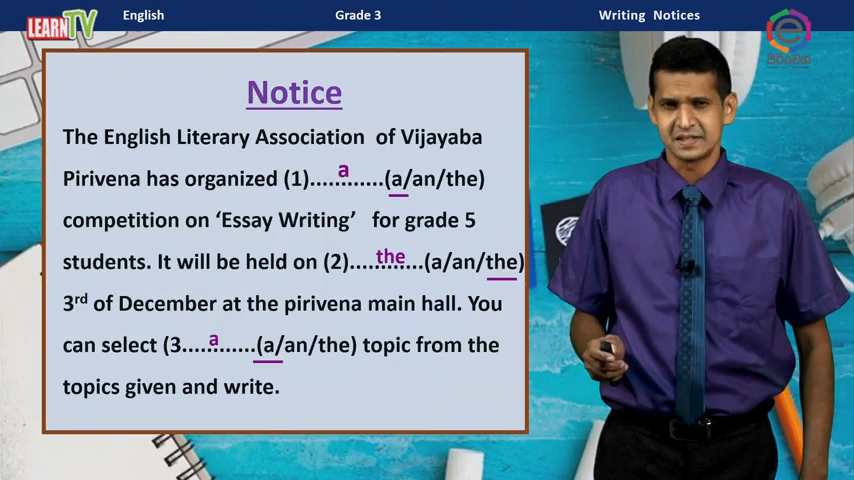 LEARN TV
English
Grade 3
Writing Notices
පිරිවෙන
Notice
The English Literary Association of Vijayaba
Pirivena has organized (1)......a......(a/an/the)
competition on ‘Essay Writing’ for grade 5
students. It will be held on (2)......the......(a/an/the)
3rd of December at the pirivena main hall. You
can select (3......a......(a/an/the) topic from the
topics given and write.